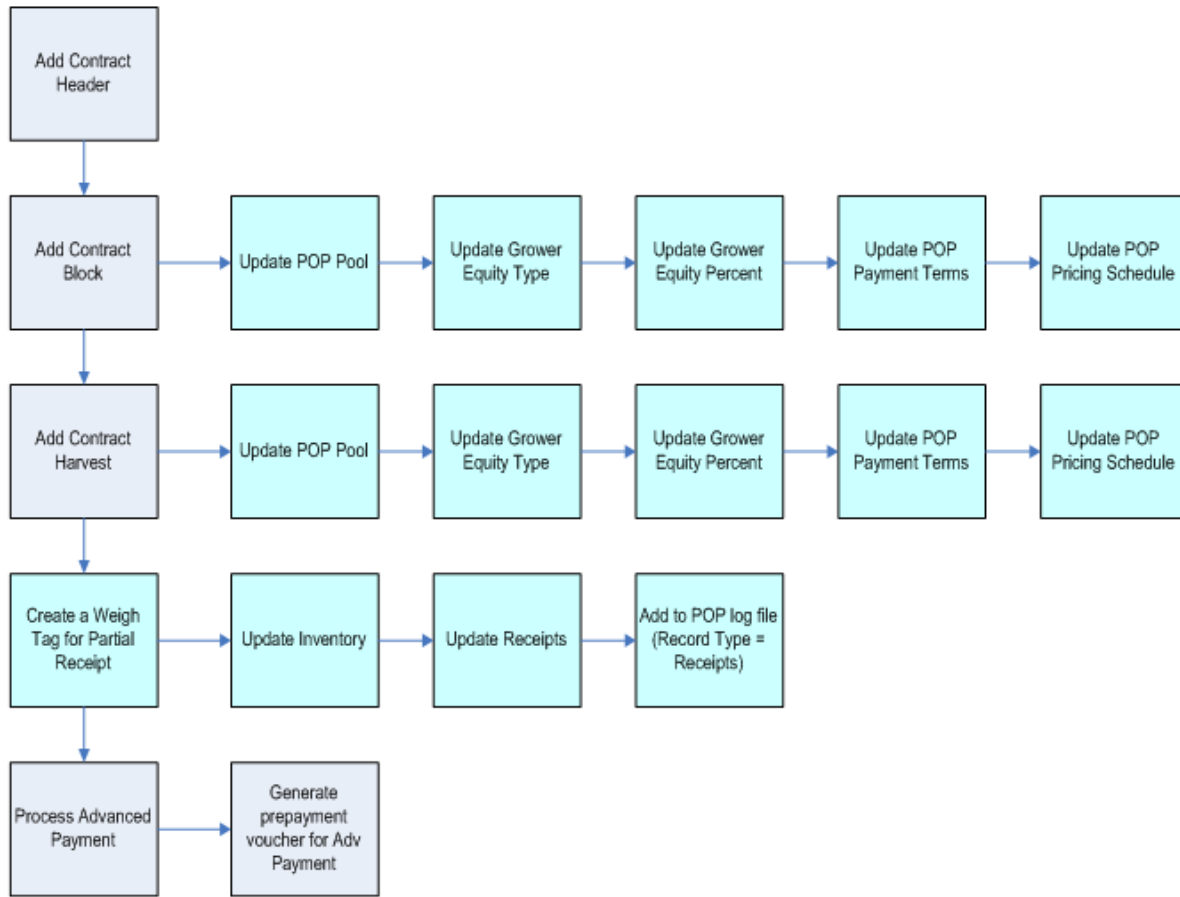 Add Contract
Header
Add Contract
Block
Update POP Pool
Update Grower
Equity Type
Update Grower
Equity Percent
Update POP
Payment Terms
Update POP
Pricing Schedule
Add Contract
Harvest
Update POP Pool
Update Grower
Equity Type
Update Grower
Equity Percent
Update POP
Payment Terms
Update POP
Pricing Schedule
Create a Weigh
Tag for Partial
Receipt
Update Inventory
Update Receipts
Add to POP log file
(Record Type =
Receipts)
Process Advanced
Payment
Generate
prepayment
voucher for Adv
Payment